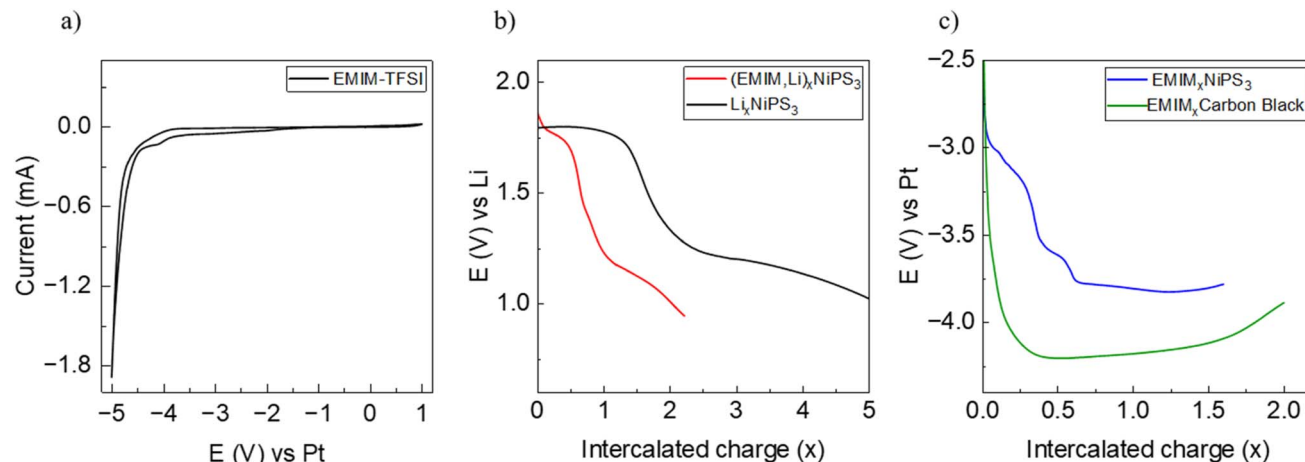 a)
EMIM-TFSI
0.0
−0.6
−1.2
−1.8
Current (mA)
−5 −4 −3 −2 −1 0 1
E (V) vs Pt
b)
(EMIM,Li)ₓNiPS₃
LiₓNiPS₃
2.0
1.5
1.0
E (V) vs Li
0 1 2 3 4 5
Intercalated charge (x)
c)
EMIMₓNiPS₃
EMIMₓCarbon Black
−2.5
−3.0
−3.5
−4.0
E (V) vs Pt
0.0 0.5 1.0 1.5 2.0
Intercalated charge (x)